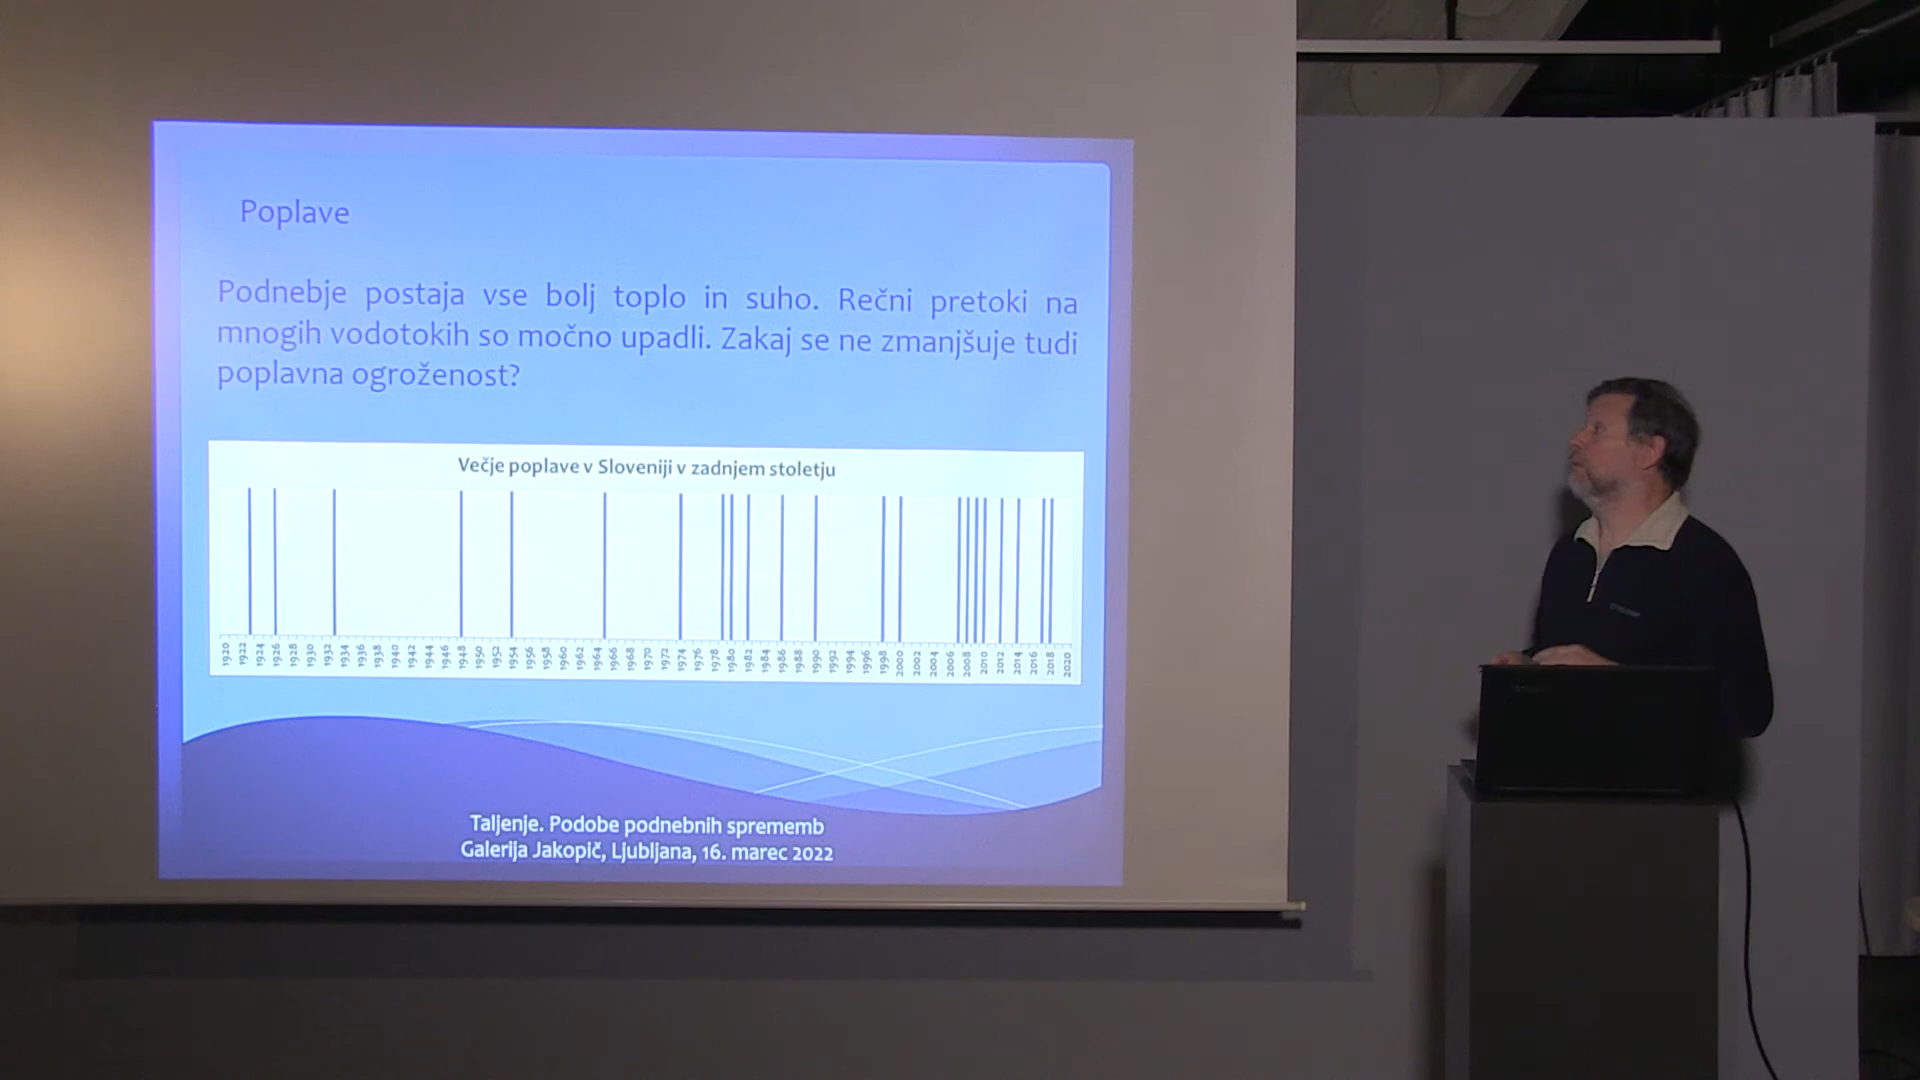 Poplave
Podnebje postaja vse bolj toplo in suho. Rečni pretoki na
mnogih vodotokih so močno upadli. Zakaj se ne zmanjšuje tudi
poplavna ogroženost?
Večje poplave v Sloveniji v zadnjem stoletju
1920 1922 1924 1926 1928 1930 1932 1934 1936 1938 1940 1942 1944 1946 1948 1950 1952 1954 1956 1958 1960 1962 1964 1966 1968 1970 1972 1974 1976 1978 1980 1982 1984 1986 1988 1990 1992 1994 1996 1998 2000 2002 2004 2006 2008 2010 2012 2014 2016 2018 2020
Taljenje. Podobe podnebnih sprememb
Galerija Jakopič, Ljubljana, 16. marec 2022